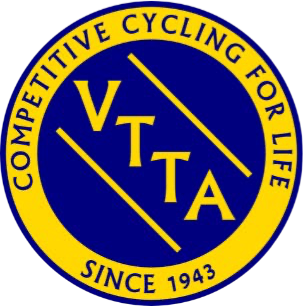 COMPETITIVE CYCLING FOR LIFE
VTTA
SINCE 1943